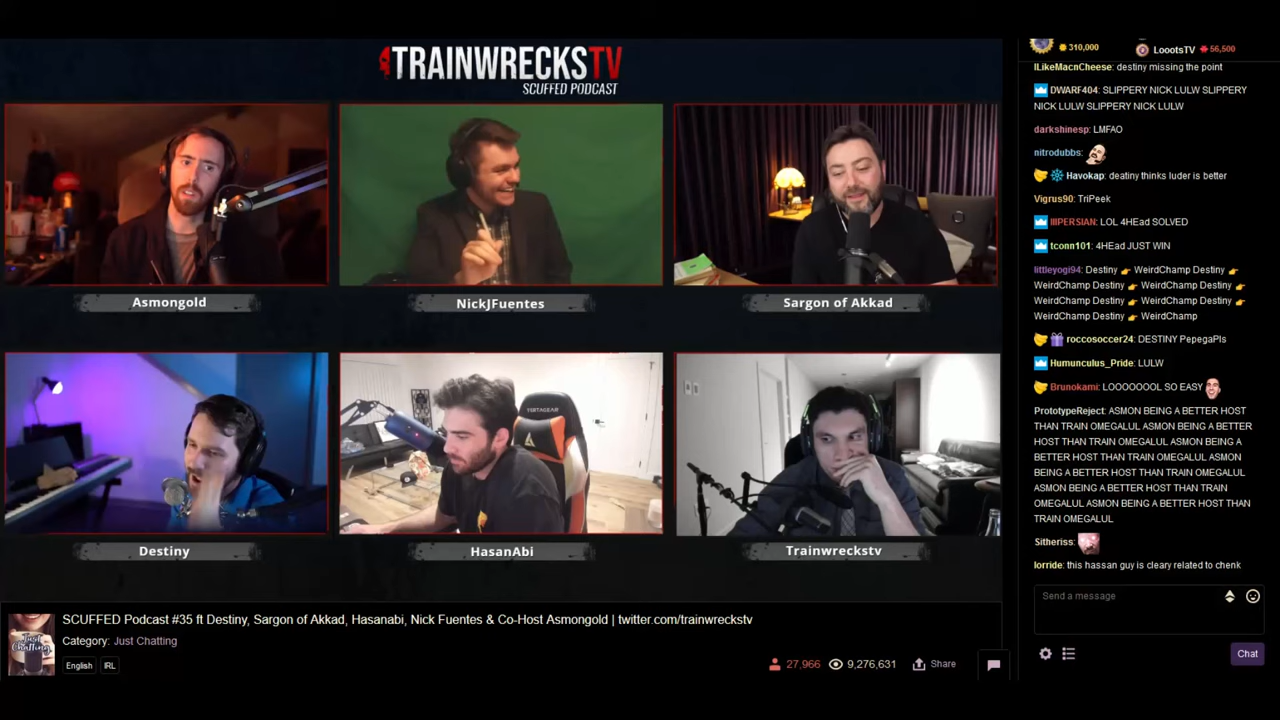 TRAINWRECKSTV
SCUFFED PODCAST
Asmongold
NickJFuentes
Sargon of Akkad
Destiny
HasanAbi
Trainwreckstv
SCUFFED Podcast #35 ft Destiny, Sargon of Akkad, Hasanabi, Nick Fuentes & Co-Host Asmongold | twitter.com/trainwreckstv
Category: Just Chatting
English IRL
27,966 9,276,631 Share
310,000 LoootsTV 56,500
ILikeMacnCheese: destiny missing the point
DWARF404: SLIPPERY NICK LULW SLIPPERY
NICK LULW SLIPPERY NICK LULW
darkshinesp: LMFAO
nitrodubbs:
Havokap: deatiny thinks luder is better
Vigrus90: TriPeek
IIIPERSIAN: LOL 4HEad SOLVED
tconn101: 4HEad JUST WIN
littleyogi94: Destiny WeirdChamp Destiny
WeirdChamp Destiny WeirdChamp Destiny
WeirdChamp Destiny WeirdChamp Destiny
WeirdChamp Destiny WeirdChamp
roccosoccer24: DESTINY PepegaPls
Humunculus_Pride: LULW
Brunokami: LOOOOOOOL SO EASY
PrototypeReject: ASMON BEING A BETTER HOST
THAN TRAIN OMEGALUL ASMON BEING A BETTER
HOST THAN TRAIN OMEGALUL ASMON BEING A
BETTER HOST THAN TRAIN OMEGALUL ASMON
BEING A BETTER HOST THAN TRAIN OMEGALUL
ASMON BEING A BETTER HOST THAN TRAIN
OMEGALUL ASMON BEING A BETTER HOST THAN
TRAIN OMEGALUL
Sitheriss:
lorride: this hassan guy is cleary related to chenk
Send a message
Chat